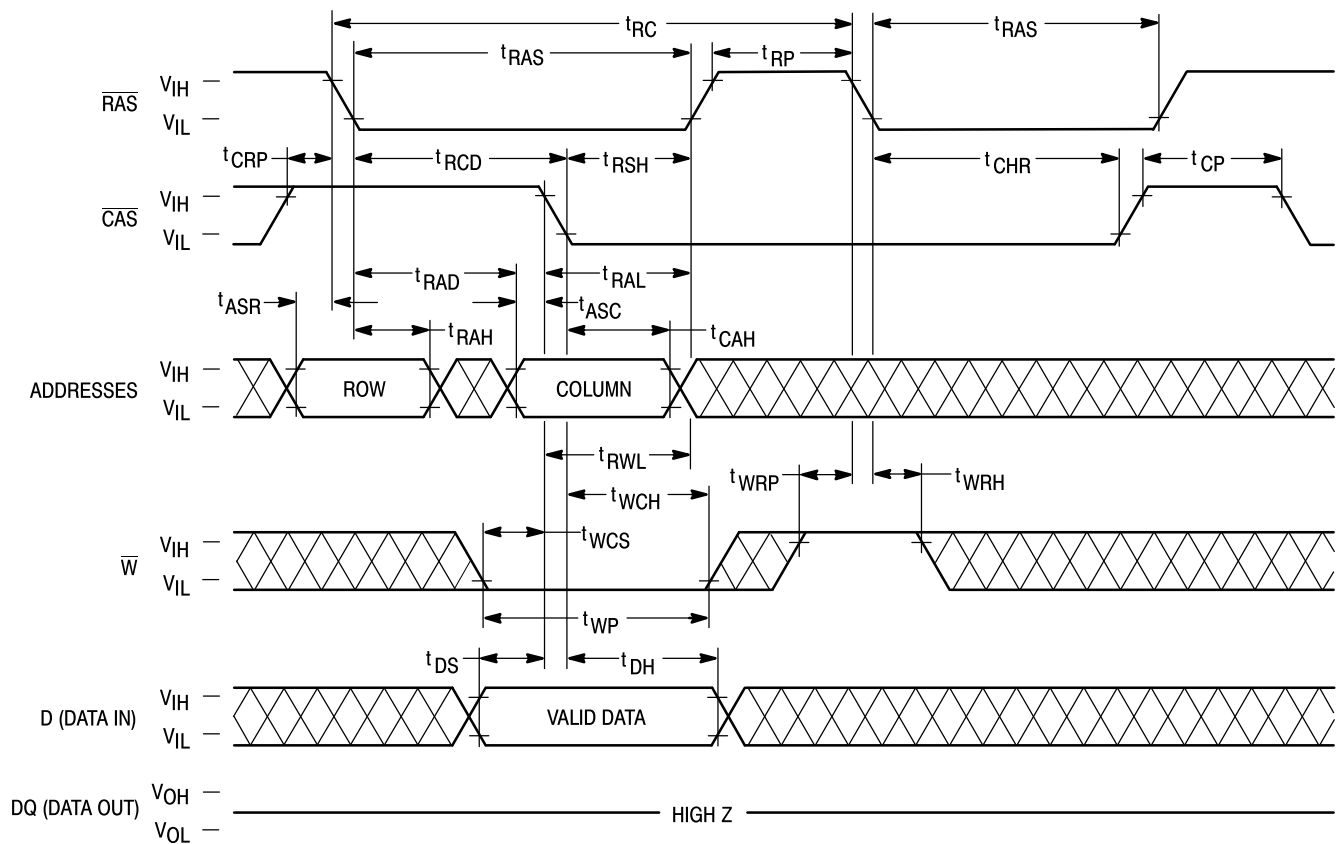 tRC
tRAS
tRAS
tRP
VIH
RAS
VIL
tCRP
tRCD
tRSH
tCHR
tCP
VIH
CAS
VIL
tRAD
tRAL
tASR
tASC
tRAH
tCAH
VIH
ADDRESSES
ROW
COLUMN
VIL
tRWL
tWRP
tWRH
tWCH
tWCS
VIH
W
VIL
tWP
tDS
tDH
VIH
D (DATA IN)
VALID DATA
VIL
VOH
DQ (DATA OUT)
HIGH Z
VOL